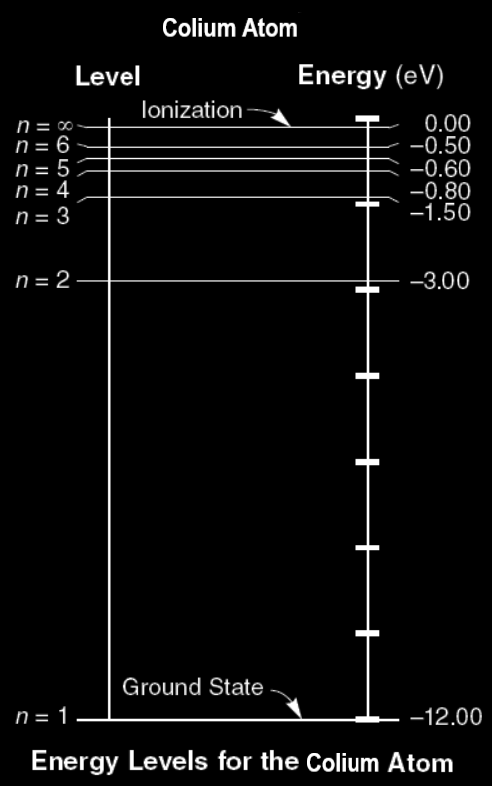 Colium Atom
Level Energy (eV)
Ionization
n = ∞ 0.00
n = 6 −0.50
n = 5 −0.60
n = 4 −0.80
n = 3 −1.50
n = 2 −3.00
Ground State
n = 1 −12.00
Energy Levels for the Colium Atom